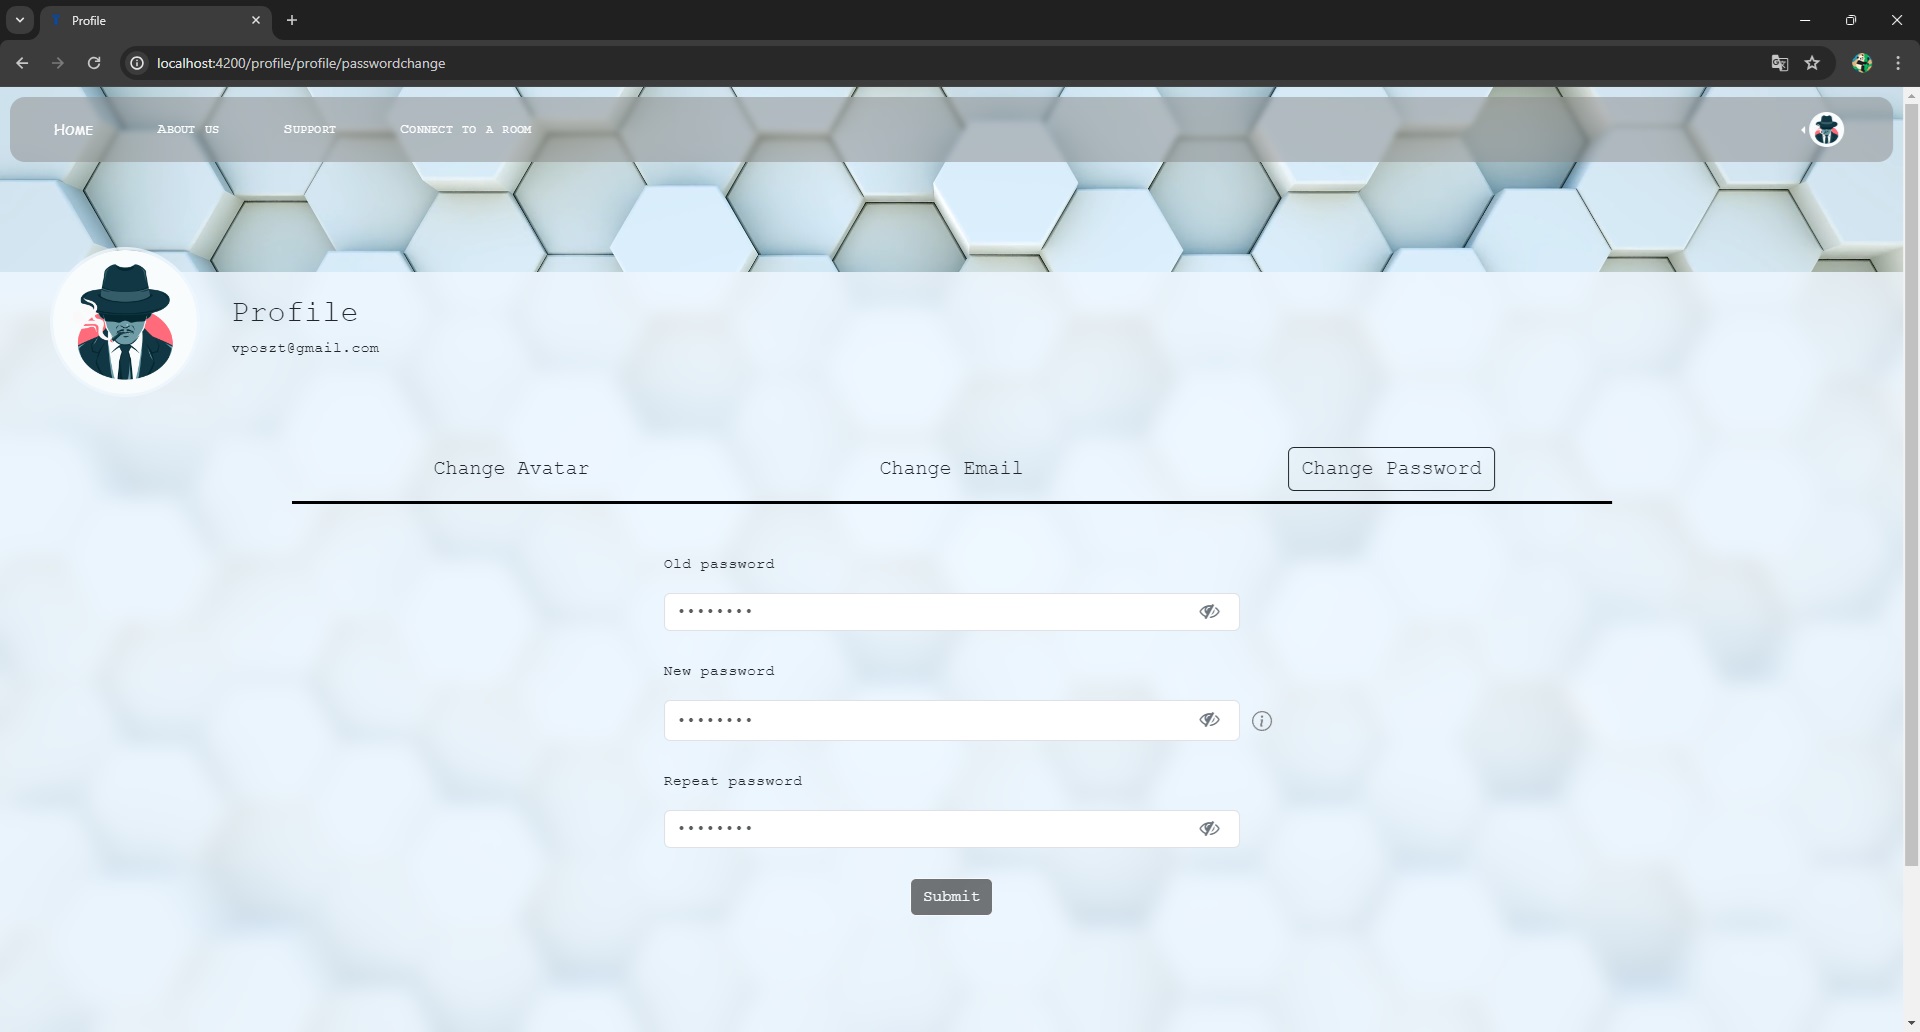 Profile
localhost:4200/profile/profile/passwordchange
Home About us Support Connect to a room
Profile
vposzt@gmail.com
Change Avatar Change Email Change Password
Old password
••••••••
New password
••••••••
Repeat password
••••••••
Submit